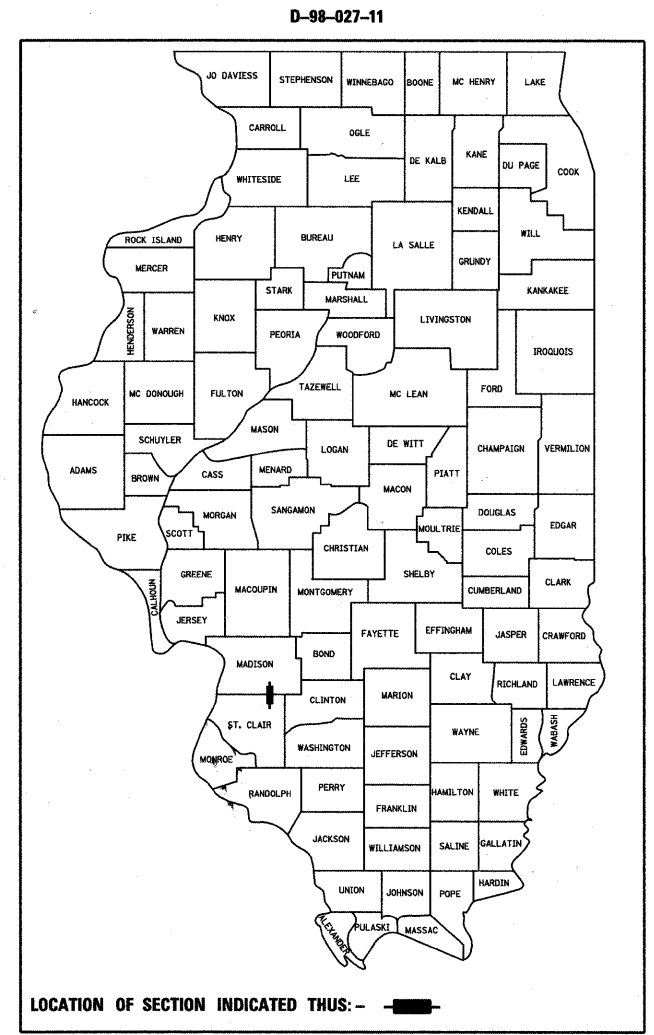 D-98-027-11
JO DAVIESS
STEPHENSON
WINNEBAGO
BOONE
MC HENRY
LAKE
CARROLL
OGLE
DE KALB
KANE
DU PAGE
COOK
WHITESIDE
LEE
KENDALL
WILL
ROCK ISLAND
HENRY
BUREAU
LA SALLE
GRUNDY
MERCER
PUTNAM
STARK
MARSHALL
KANKAKEE
HENDERSON
WARREN
KNOX
PEORIA
WOODFORD
LIVINGSTON
IROQUOIS
HANCOCK
MC DONOUGH
FULTON
TAZEWELL
MC LEAN
FORD
SCHUYLER
MASON
LOGAN
DE WITT
CHAMPAIGN
VERMILION
ADAMS
BROWN
CASS
MENARD
PIATT
MACON
MORGAN
SANGAMON
DOUGLAS
EDGAR
PIKE
SCOTT
CHRISTIAN
MOULTRIE
COLES
GREENE
MACOUPIN
MONTGOMERY
SHELBY
CUMBERLAND
CLARK
CALHOUN
JERSEY
FAYETTE
EFFINGHAM
JASPER
CRAWFORD
MADISON
BOND
CLAY
RICHLAND
LAWRENCE
CLINTON
MARION
ST. CLAIR
WAYNE
EDWARDS
WABASH
WASHINGTON
JEFFERSON
MONROE
RANDOLPH
PERRY
HAMILTON
WHITE
FRANKLIN
JACKSON
WILLIAMSON
SALINE
GALLATIN
UNION
JOHNSON
POPE
HARDIN
ALEXANDER
PULASKI
MASSAC
LOCATION OF SECTION INDICATED THUS: -